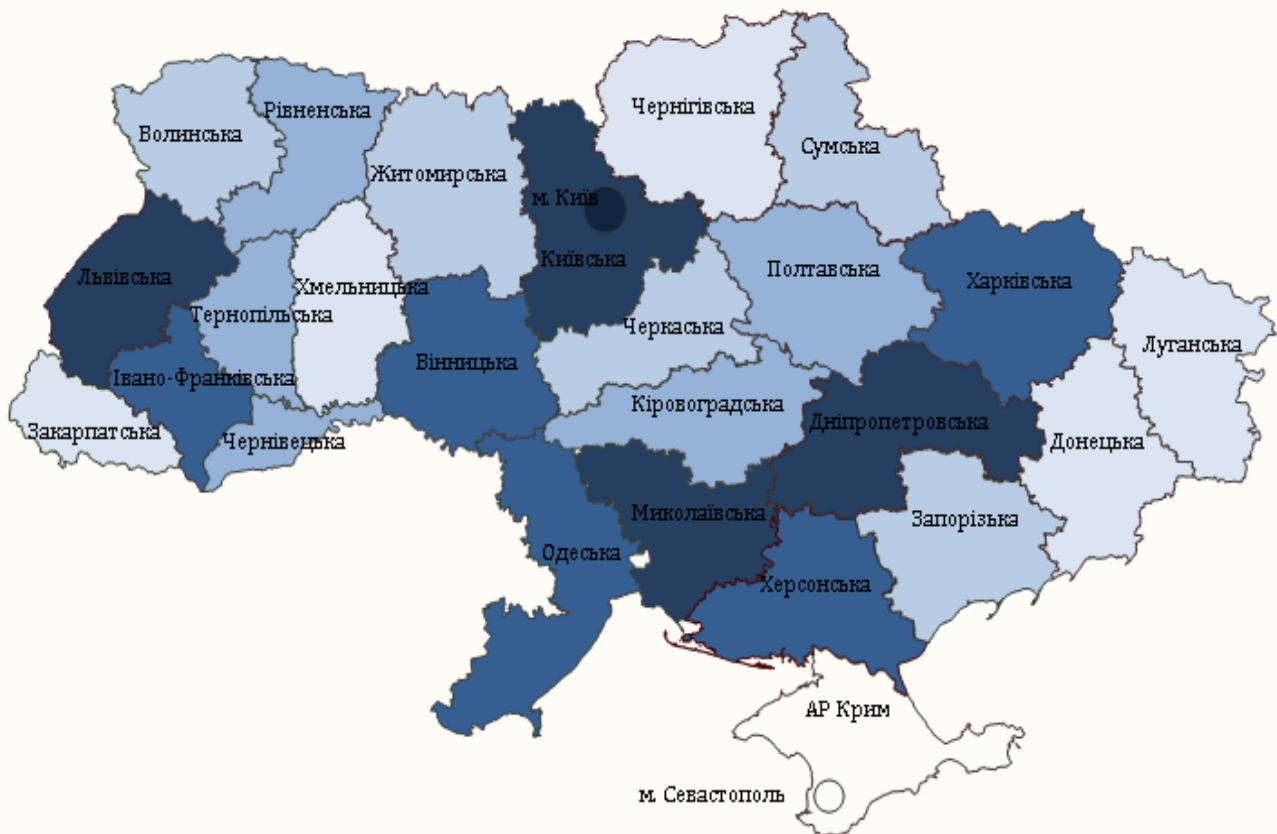 Чернігівська
Рівненська
Волинська
Сумська
Житомирська
м. Київ
Київська
Полтавська
Львівська
Харківська
Хмельницька
Тернопільська
Черкаська
Луганська
Вінницька
Івано-Франківська
Кіровоградська
Дніпропетровська
Закарпатська
Чернівецька
Донецька
Миколаївська
Запорізька
Одеська
Херсонська
АР Крим
м. Севастополь